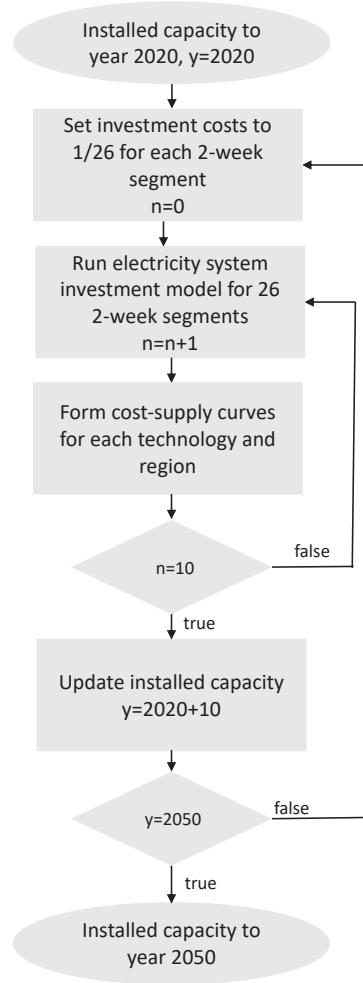 Installed capacity to
year 2020, y=2020
Set investment costs to
1/26 for each 2-week
segment
n=0
Run electricity system
investment model for 26
2-week segments
n=n+1
Form cost-supply curves
for each technology and
region
n=10
false
true
Update installed capacity
y=2020+10
y=2050
false
true
Installed capacity to
year 2050